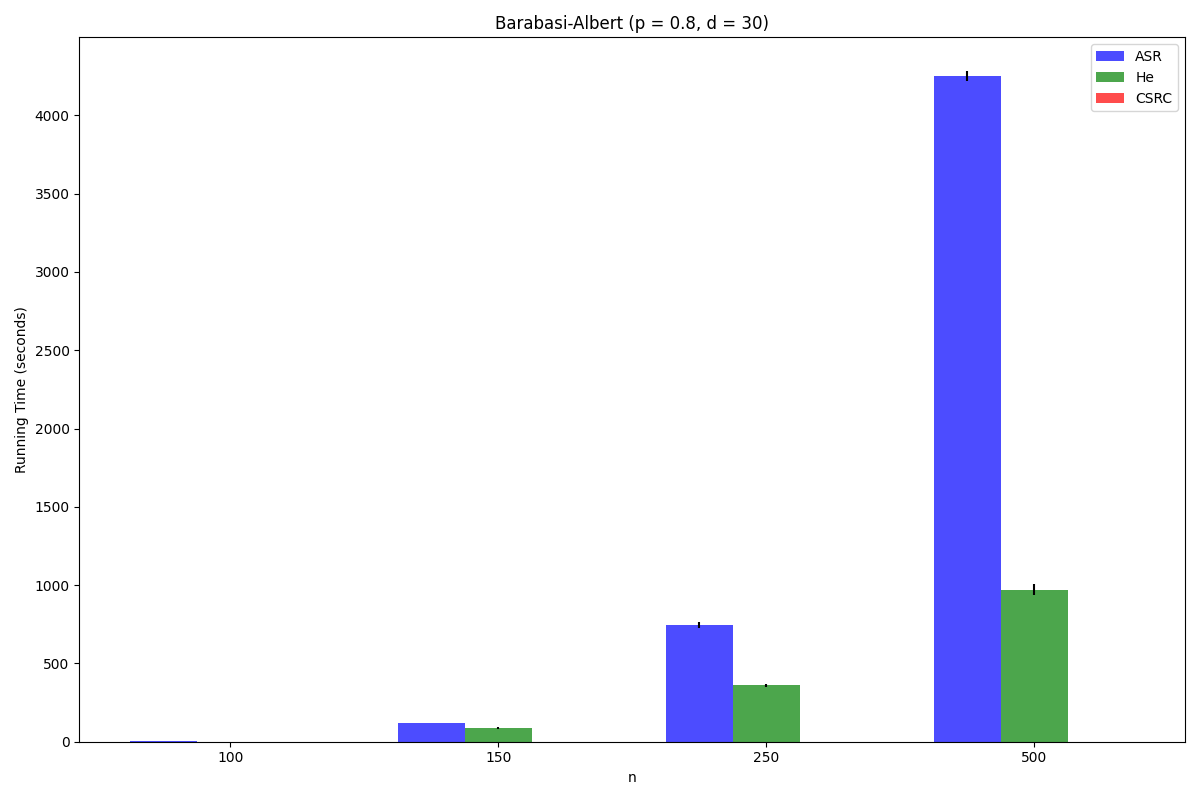 Barabasi-Albert (p = 0.8, d = 30)
ASR
He
CSRC
Running Time (seconds)
4000
3500
3000
2500
2000
1500
1000
500
0
100
150
250
500
n